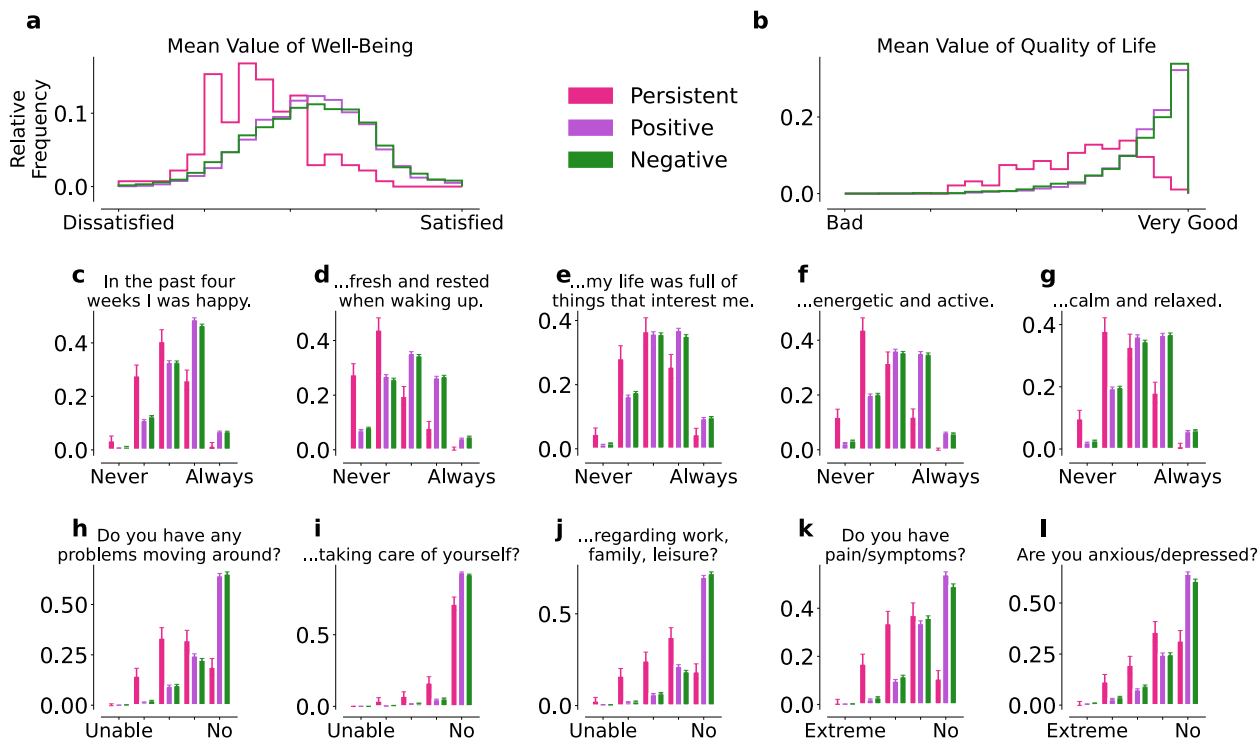 a
b
Mean Value of Well-Being
Mean Value of Quality of Life
Relative
Frequency
0.1
0.0
Dissatisfied
Satisfied
Persistent
Positive
Negative
0.2
0.0
Bad
Very Good
c
In the past four
weeks I was happy.
0.4
0.2
0.0
Never
Always
d
...fresh and rested
when waking up.
0.4
0.2
0.0
Never
Always
e
...my life was full of
things that interest me.
0.4
0.2
0.0
Never
Always
f
...energetic and active.
0.4
0.2
0.0
Never
Always
g
...calm and relaxed.
0.4
0.2
0.0
Never
Always
h
Do you have any
problems moving around?
0.50
0.25
0.00
Unable
No
i
...taking care of yourself?
0.5
0.0
Unable
No
j
...regarding work,
family, leisure?
0.5
0.0
Unable
No
k
Do you have
pain/symptoms?
0.4
0.2
0.0
Extreme
No
l
Are you anxious/depressed?
0.50
0.25
0.00
Extreme
No